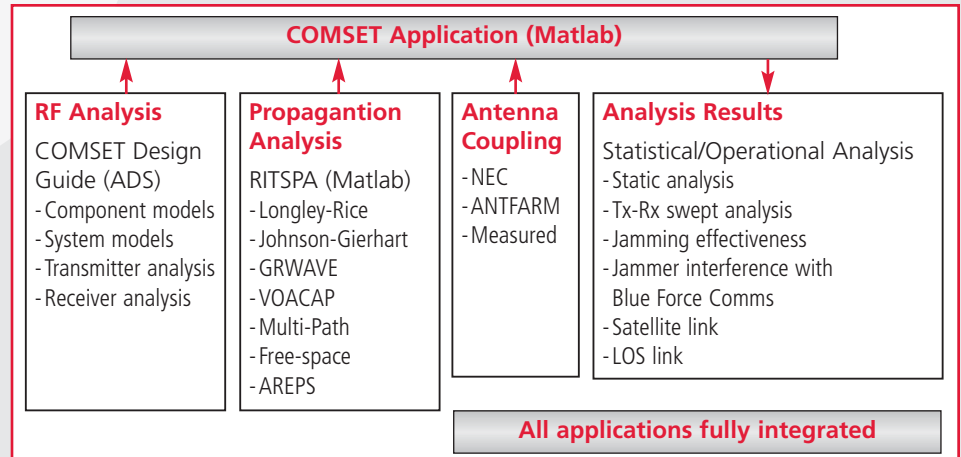 COMSET Application (Matlab)
RF Analysis
COMSET Design
Guide (ADS)
- Component models
- System models
- Transmitter analysis
- Receiver analysis
Propagantion
Analysis
RITSPA (Matlab)
- Longley-Rice
- Johnson-Gierhart
- GRWAVE
- VOACAP
- Multi-Path
- Free-space
- AREPS
Antenna
Coupling
- NEC
- ANTFARM
- Measured
Analysis Results
Statistical/Operational Analysis
- Static analysis
- Tx-Rx swept analysis
- Jamming effectiveness
- Jammer interference with
Blue Force Comms
- Satellite link
- LOS link
All applications fully integrated